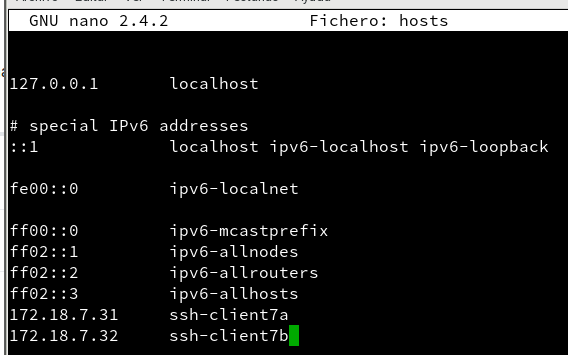 GNU nano 2.4.2 Fichero: hosts
127.0.0.1 localhost
# special IPv6 addresses
::1 localhost ipv6-localhost ipv6-loopback
fe00::0 ipv6-localnet
ff00::0 ipv6-mcastprefix
ff02::1 ipv6-allnodes
ff02::2 ipv6-allrouters
ff02::3 ipv6-allhosts
172.18.7.31 ssh-client7a
172.18.7.32 ssh-client7b